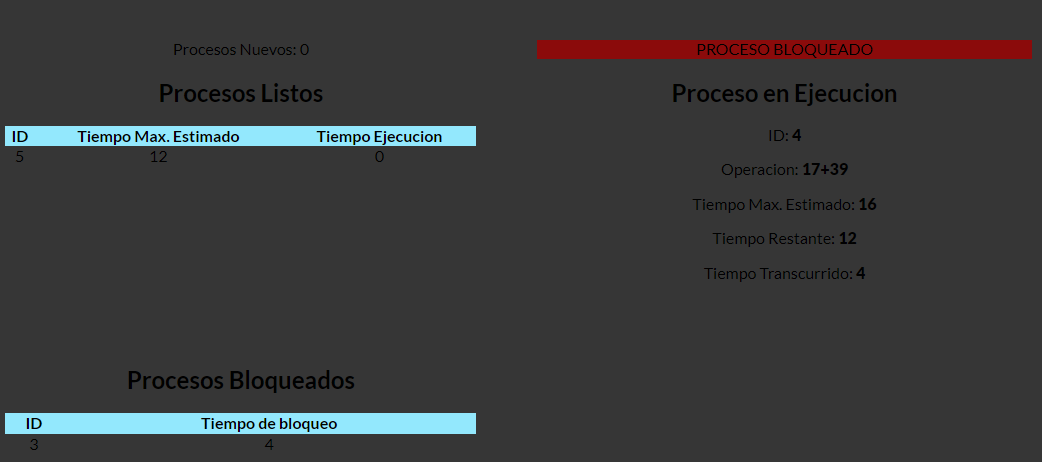 Procesos Nuevos: 0
Procesos Listos
ID Tiempo Max. Estimado Tiempo Ejecucion
5 12 0
Procesos Bloqueados
ID Tiempo de bloqueo
3 4
PROCESO BLOQUEADO
Proceso en Ejecucion
ID: 4
Operacion: 17+39
Tiempo Max. Estimado: 16
Tiempo Restante: 12
Tiempo Transcurrido: 4